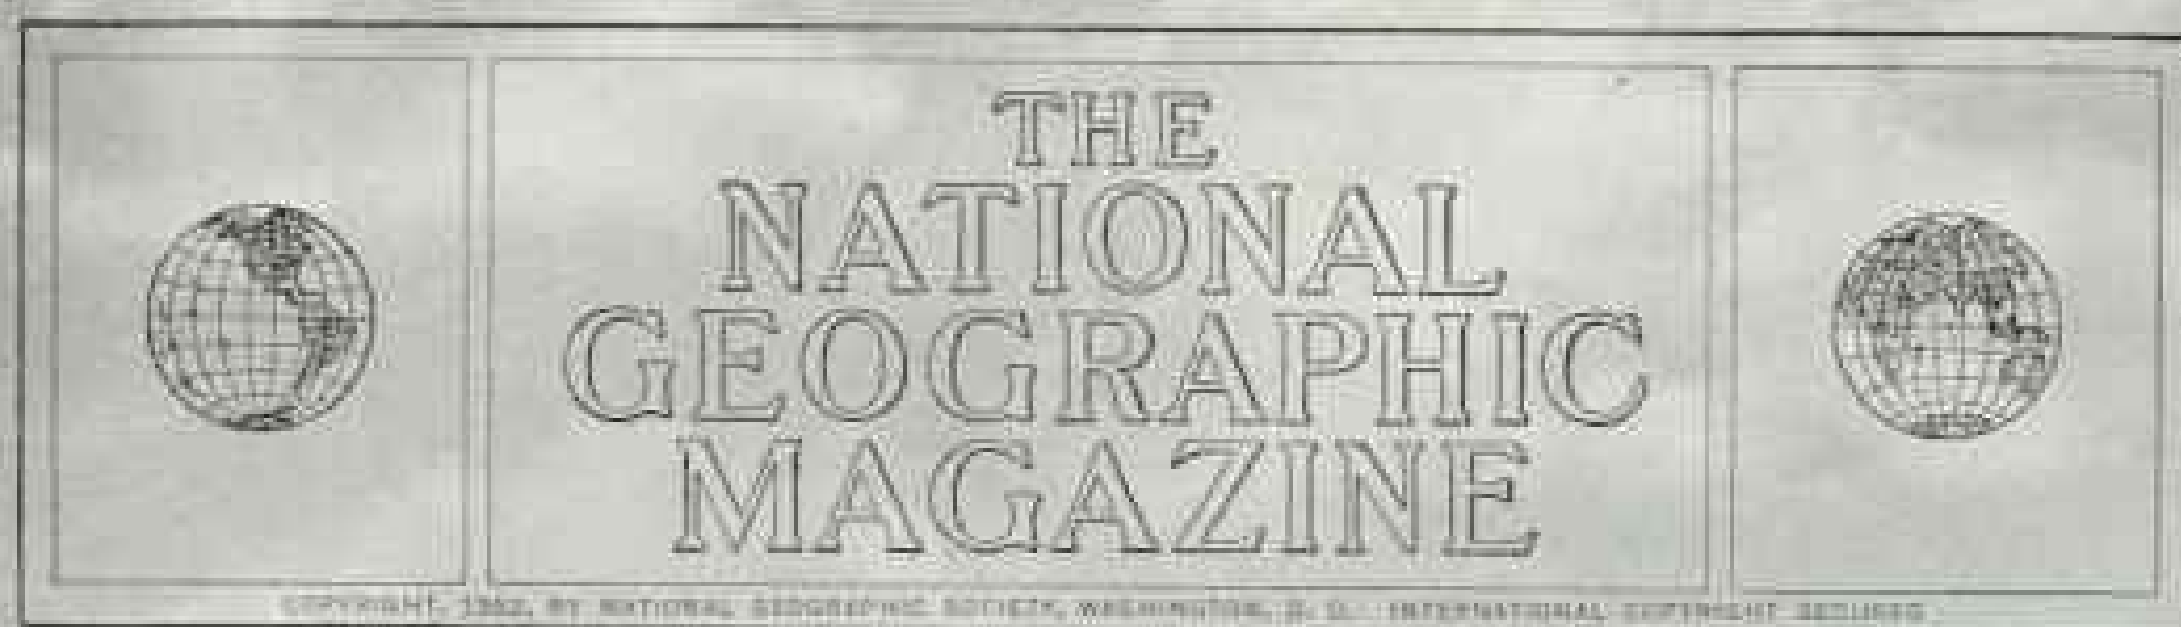 THE
NATIONAL
GEOGRAPHIC
MAGAZINE
COPYRIGHT, BY NATIONAL GEOGRAPHIC SOCIETY, WASHINGTON, D. C. INTERNATIONAL COPYRIGHT SECURED